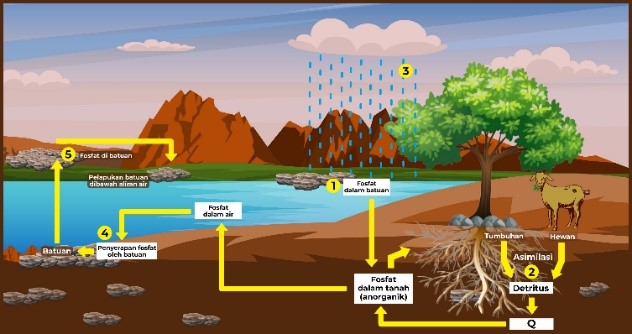 3
5
Fosfat di batuan
Pelapukan batuan
dibawah aliran air
1
Fosfat
dalam batuan
Fosfat
dalam air
4
Penyerapan fosfat
oleh batuan
Batuan
Fosfat
dalam tanah
(anorganik)
Tumbuhan
Hewan
Asimilasi
2
Detritus
Q